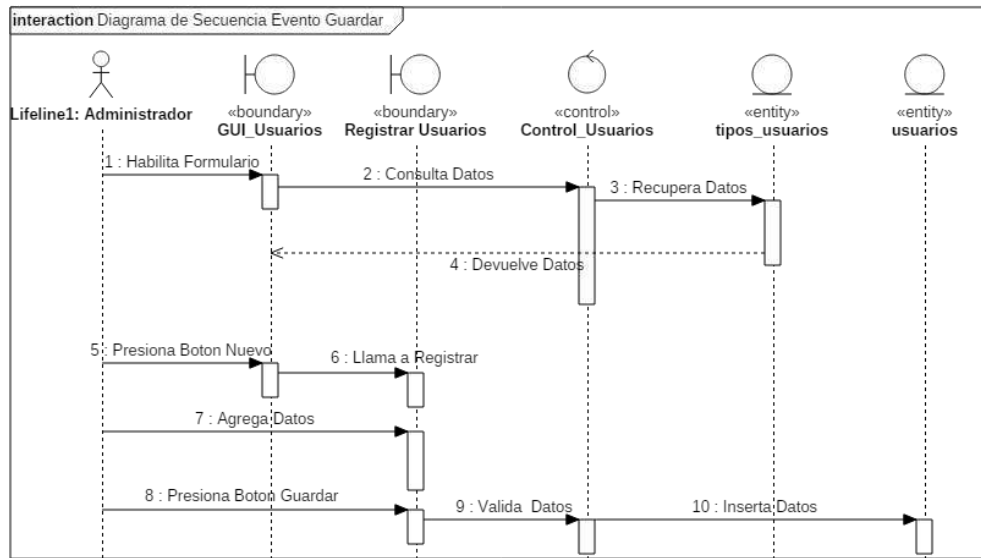 interaction Diagrama de Secuencia Evento Guardar
Lifeline1: Administrador
«boundary»
GUI_Usuarios
«boundary»
Registrar Usuarios
«control»
Control_Usuarios
«entity»
tipos_usuarios
«entity»
usuarios
1 : Habilita Formulario
2 : Consulta Datos
3 : Recupera Datos
4 : Devuelve Datos
5 : Presiona Boton Nuevo
6 : Llama a Registrar
7 : Agrega Datos
8 : Presiona Boton Guardar
9 : Valida Datos
10 : Inserta Datos